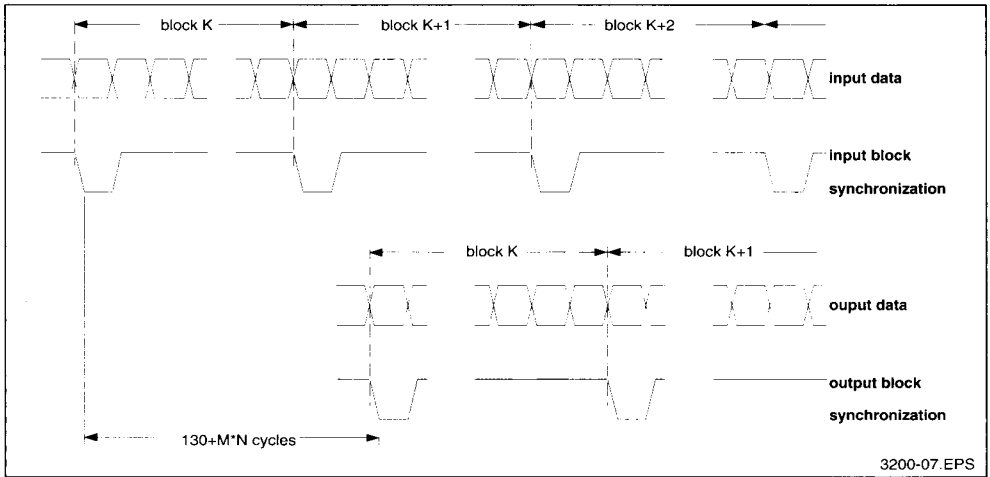 block K
block K+1
block K+2
input data
input block
synchronization
block K
block K+1
ouput data
output block
synchronization
130+M*N cycles
3200-07.EPS